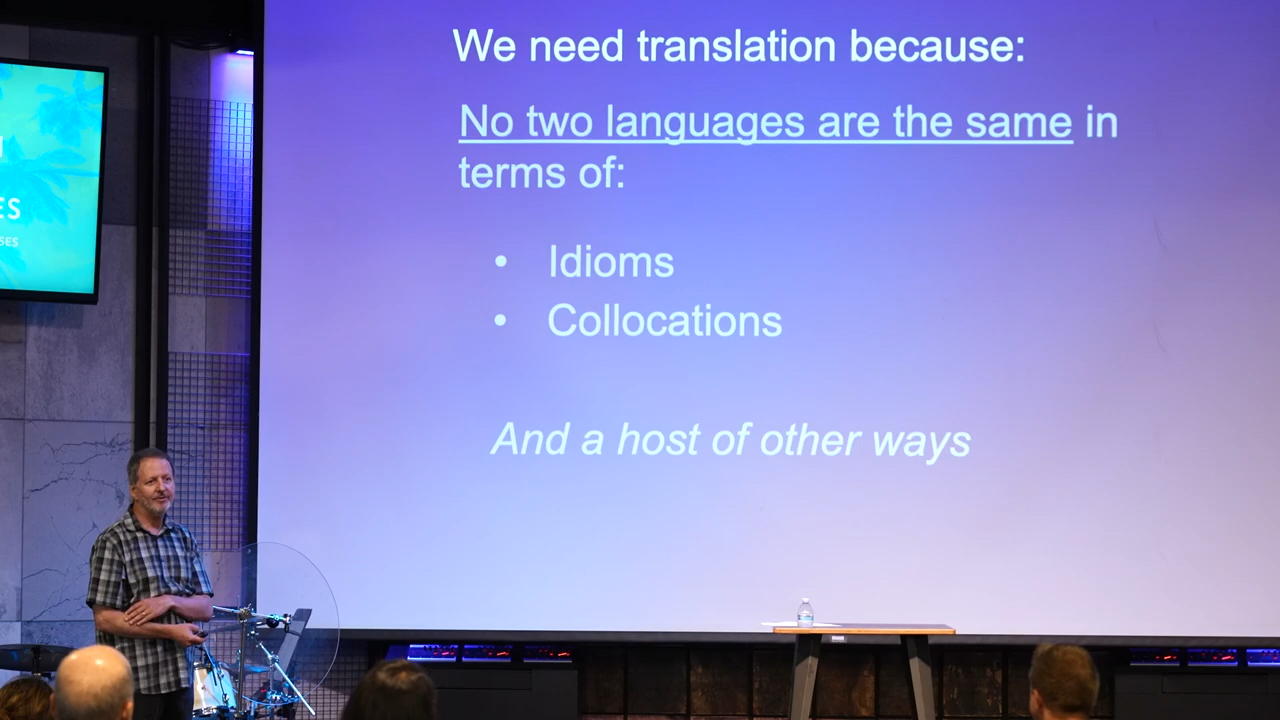 We need translation because:
No two languages are the same in
terms of:
• Idioms
• Collocations
And a host of other ways